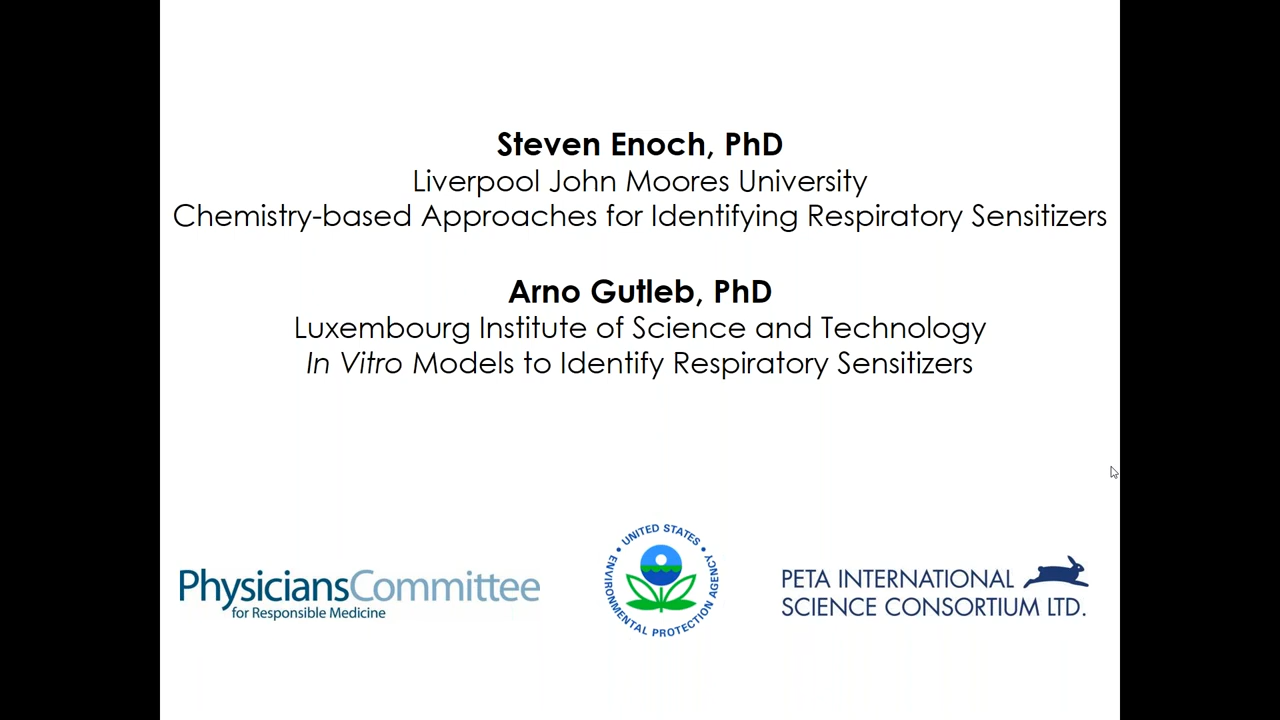 Steven Enoch, PhD
Liverpool John Moores University
Chemistry-based Approaches for Identifying Respiratory Sensitizers
Arno Gutleb, PhD
Luxembourg Institute of Science and Technology
In Vitro Models to Identify Respiratory Sensitizers
PhysiciansCommittee
for Responsible Medicine
UNITED STATES
ENVIRONMENTAL PROTECTION AGENCY
PETA INTERNATIONAL
SCIENCE CONSORTIUM LTD.